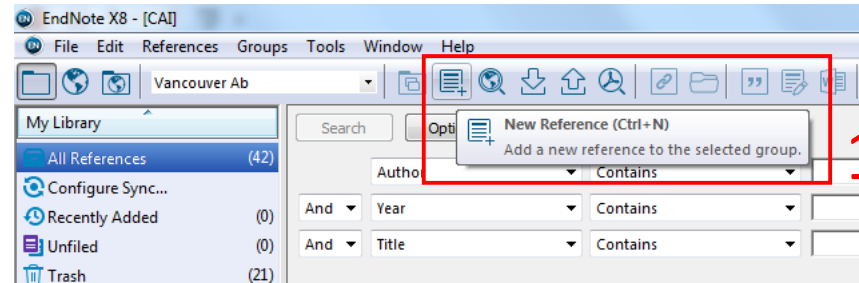 EndNote X8 - [CAI]
File Edit References Groups Tools Window Help
Vancouver Ab
My Library
Search Opti
New Reference (Ctrl+N)
Add a new reference to the selected group.
All References (42)
Author Contains
Configure Sync...
Recently Added (0)
And Year Contains
Unfiled (0)
And Title Contains
Trash (21)